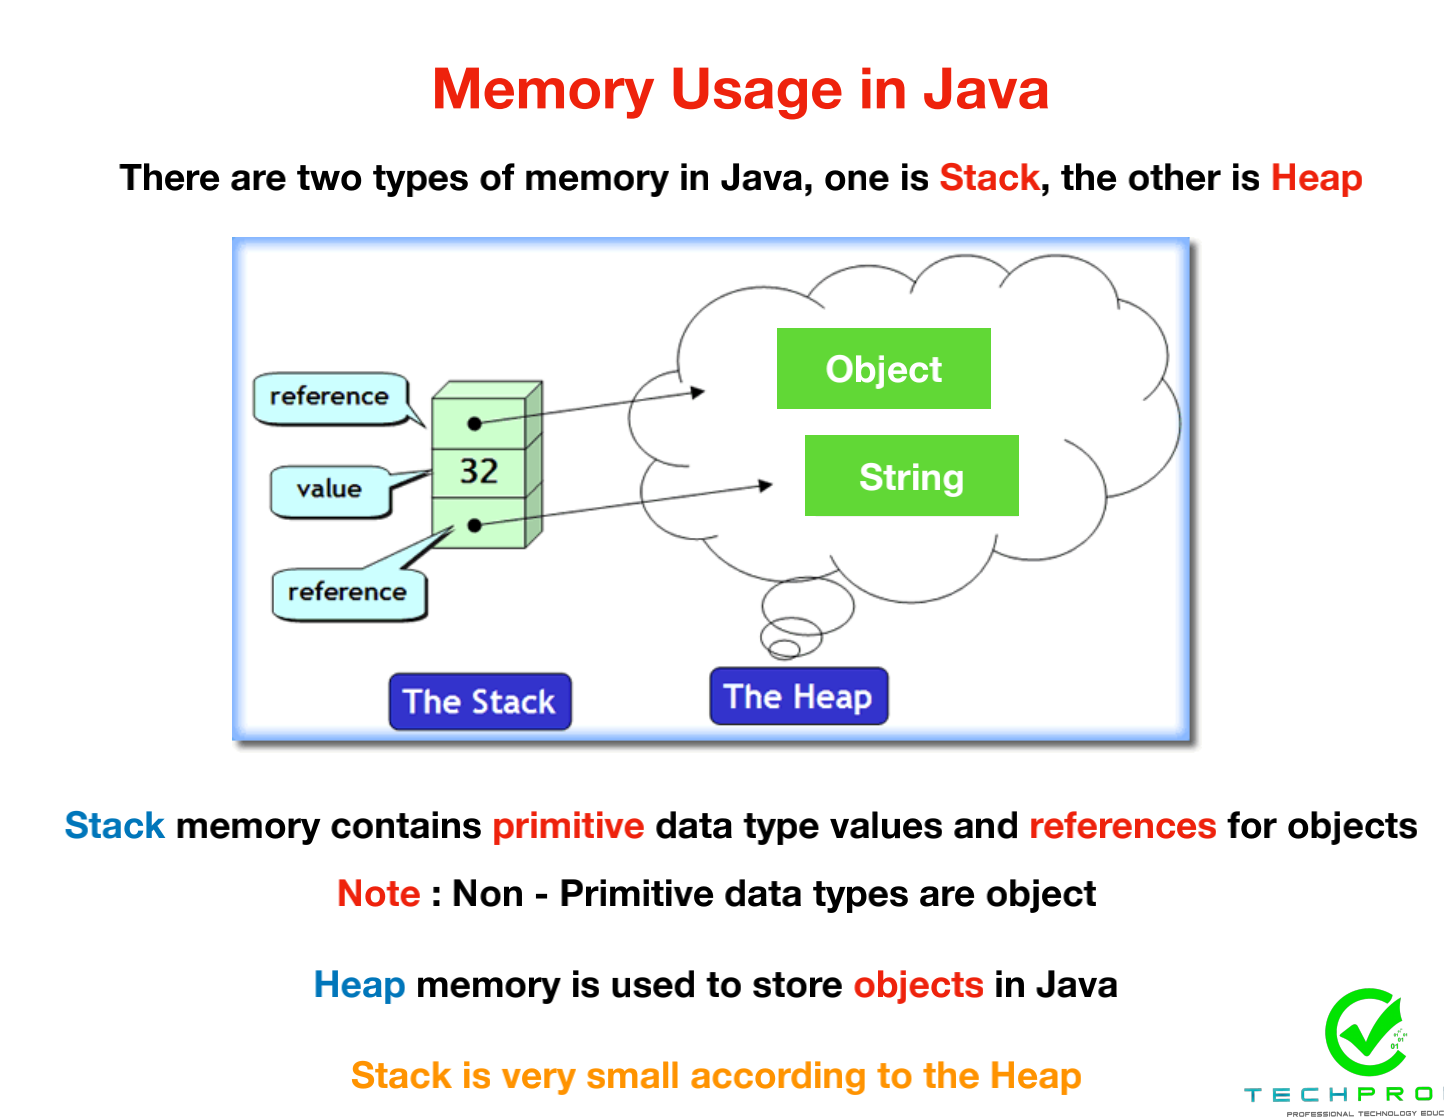 Memory Usage in Java
There are two types of memory in Java, one is Stack, the other is Heap
Object
reference
32
String
value
reference
The Stack
The Heap
Stack memory contains primitive data type values and references for objects
Note : Non - Primitive data types are object
Heap memory is used to store objects in Java
Stack is very small according to the Heap
01
TECHPRO
PROFESSIONAL TECHNOLOGY EDUC